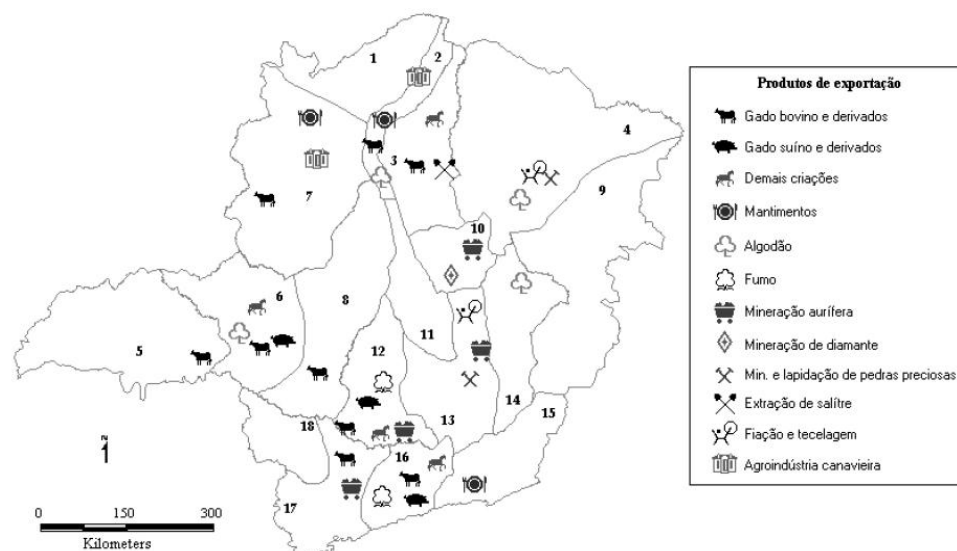 1
2
4
3
9
7
10
6
8
11
5
12
14
13
15
18
16
17
N
0 150 300
Kilometers
Produtos de exportação
Gado bovino e derivados
Gado suíno e derivados
Demais criações
Mantimentos
Algodão
Fumo
Mineração aurífera
Mineração de diamante
Min. e lapidação de pedras preciosas
Extração de salítre
Fiação e tecelagem
Agroindústria canavieira